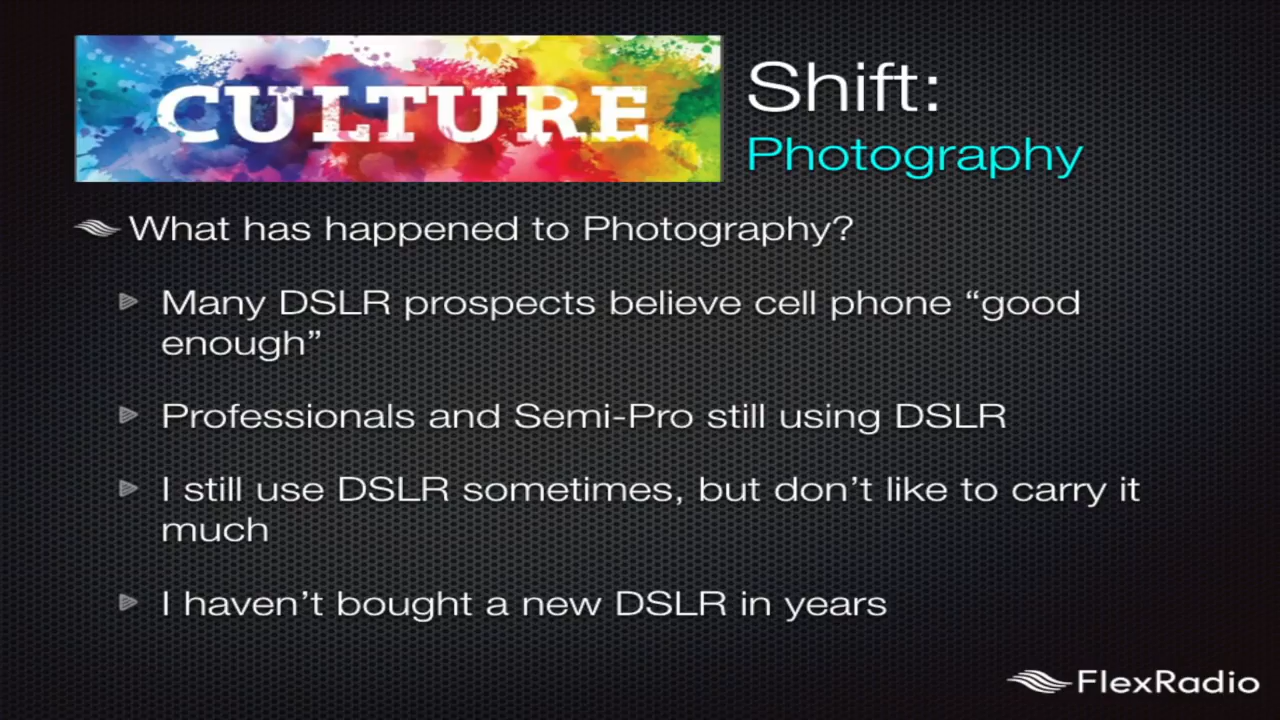 CULTURE
Shift:
Photography
What has happened to Photography?
Many DSLR prospects believe cell phone “good
enough”
Professionals and Semi-Pro still using DSLR
I still use DSLR sometimes, but don’t like to carry it
much
I haven’t bought a new DSLR in years
FlexRadio